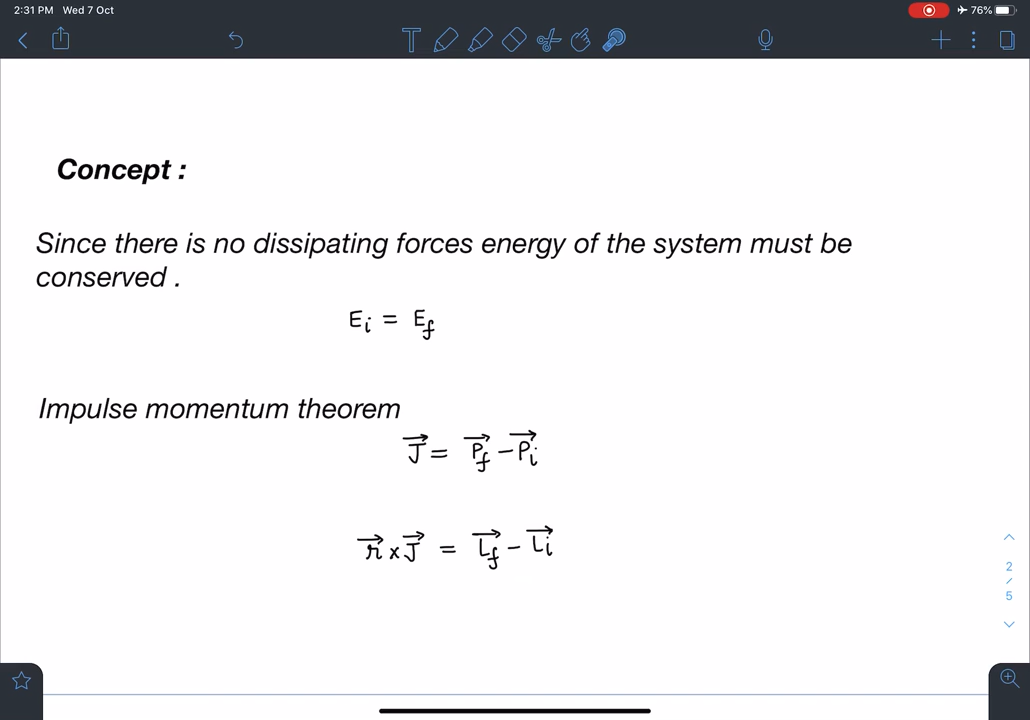 2:31 PM Wed 7 Oct 76%
Concept :
Since there is no dissipating forces energy of the system must be
conserved .
Eᵢ = E_f
Impulse momentum theorem
J⃗ = P⃗_f − P⃗ᵢ
r⃗ × J⃗ = L⃗_f − L⃗ᵢ
2
/
5